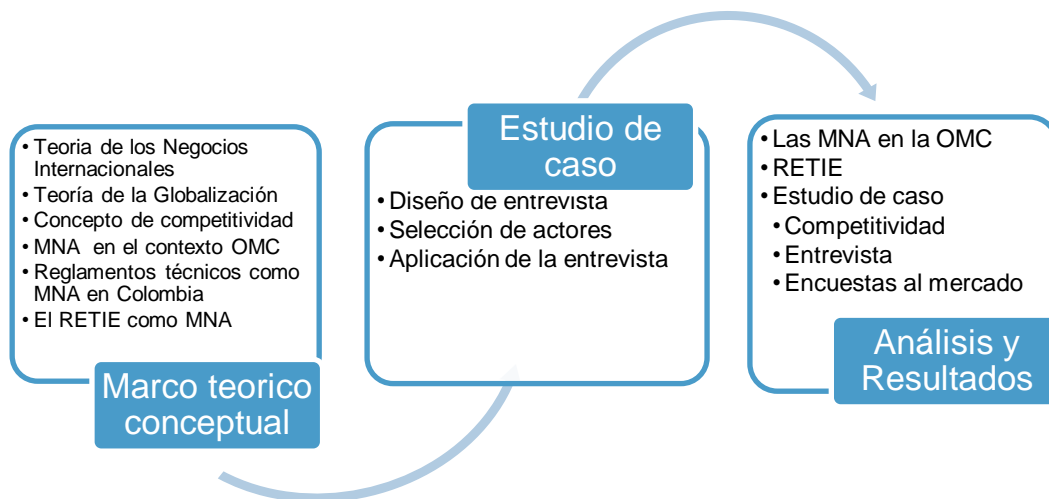 • Teoria de los Negocios
Internacionales
• Teoría de la Globalización
• Concepto de competitividad
• MNA en el contexto OMC
• Reglamentos técnicos como
MNA en Colombia
• El RETIE como MNA
Marco teorico
conceptual
Estudio de
caso
• Diseño de entrevista
• Selección de actores
• Aplicación de la entrevista
• Las MNA en la OMC
• RETIE
• Estudio de caso
• Competitividad
• Entrevista
• Encuestas al mercado
Análisis y
Resultados